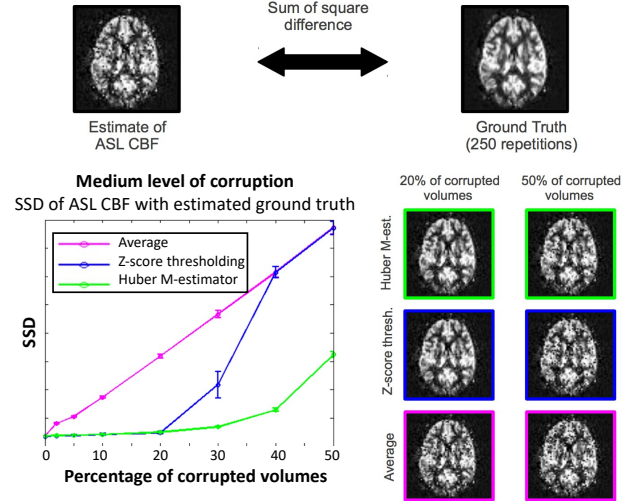 Sum of square
difference
Estimate of
ASL CBF
Ground Truth
(250 repetitions)
Medium level of corruption
SSD of ASL CBF with estimated ground truth
Average
Z-score thresholding
Huber M-estimator
SSD
0 10 20 30 40 50
Percentage of corrupted volumes
20% of corrupted
volumes
50% of corrupted
volumes
Huber M-est.
Z-score thresh.
Average